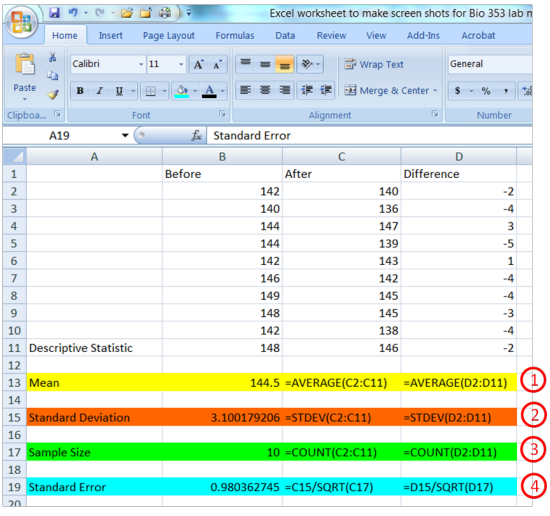 Excel worksheet to make screen shots for Bio 353 lab m
Home Insert Page Layout Formulas Data Review View Add-Ins Acrobat
Paste
Calibri 11 A A Wrap Text General
B I U A Merge & Center $ % ,
Clipboa... Font Alignment Number
A19 fx Standard Error
A B C D
1 Before After Difference
2 142 140 -2
3 140 136 -4
4 144 147 3
5 144 139 -5
6 142 143 1
7 146 142 -4
8 149 145 -4
9 148 145 -3
10 142 138 -4
11 Descriptive Statistic 148 146 -2
12
13 Mean 144.5 =AVERAGE(C2:C11) =AVERAGE(D2:D11) 1
14
15 Standard Deviation 3.100179206 =STDEV(C2:C11) =STDEV(D2:D11) 2
16
17 Sample Size 10 =COUNT(C2:C11) =COUNT(D2:D11) 3
18
19 Standard Error 0.980362745 =C15/SQRT(C17) =D15/SQRT(D17) 4
20